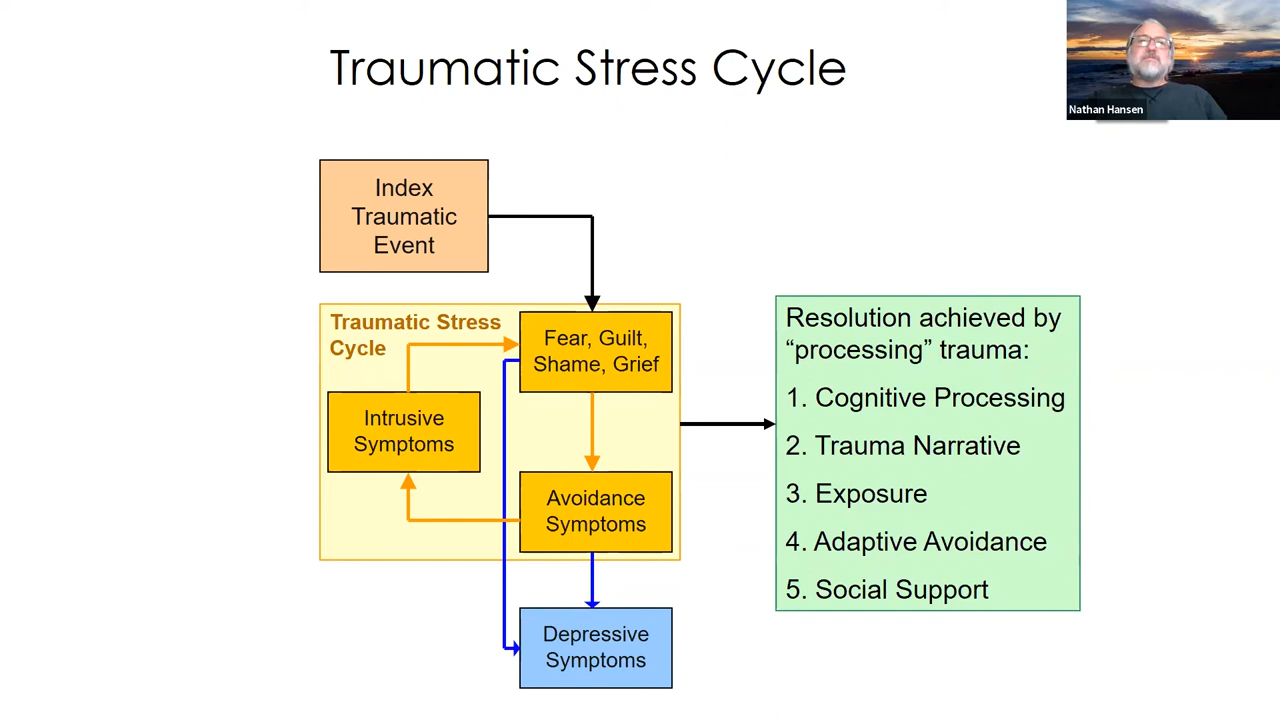 Traumatic Stress Cycle
Nathan Hansen
Index
Traumatic
Event
Traumatic Stress
Cycle
Fear, Guilt,
Shame, Grief
Intrusive
Symptoms
Avoidance
Symptoms
Depressive
Symptoms
Resolution achieved by
“processing” trauma:
1. Cognitive Processing
2. Trauma Narrative
3. Exposure
4. Adaptive Avoidance
5. Social Support